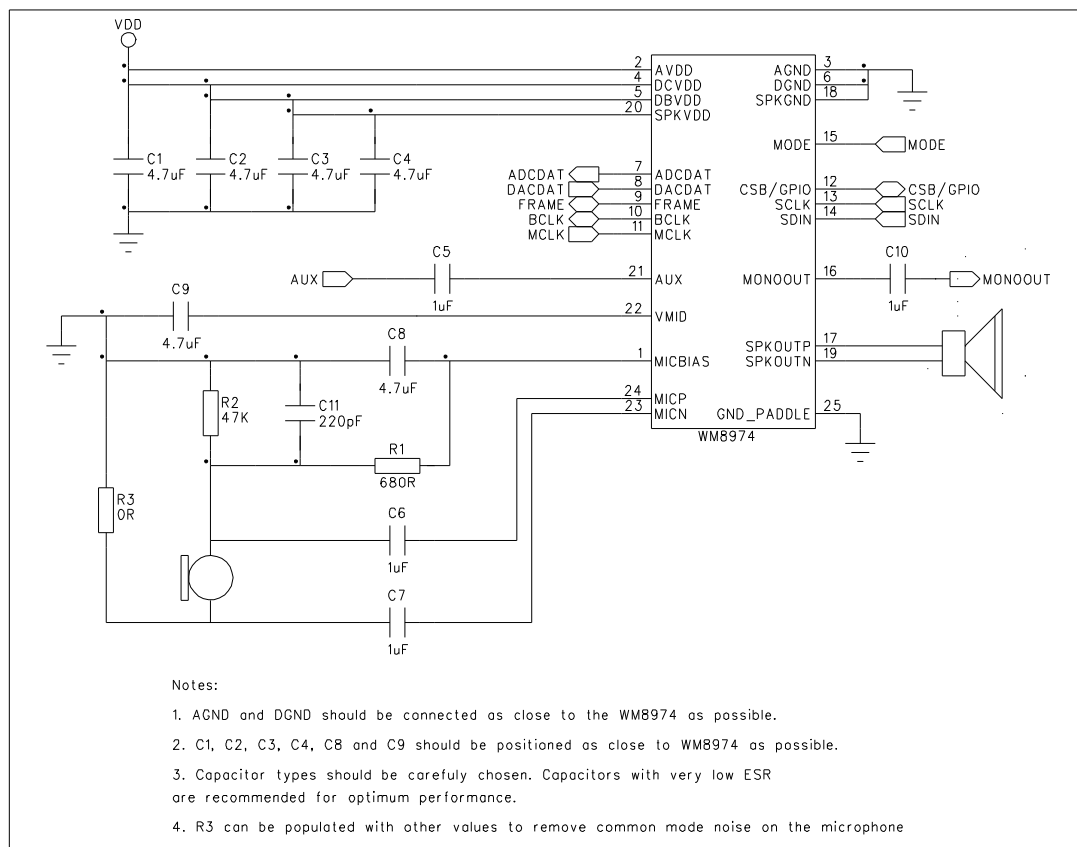 VDD
2 AVDD AGND 3
4 DCVDD DGND 6
5 DBVDD SPKGND 18
20 SPKVDD
MODE 15 MODE
C1 C2 C3 C4
4.7uF 4.7uF 4.7uF 4.7uF
ADCDAT 7 ADCDAT
DACDAT 8 DACDAT CSB/GPIO 12 CSB/GPIO
FRAME 9 FRAME SCLK 13 SCLK
BCLK 10 BCLK SDIN 14 SDIN
MCLK 11 MCLK
C5 C10
AUX 21 AUX MONOOUT 16 MONOOUT
1uF 1uF
C9
22 VMID
4.7uF
C8 SPKOUTP 17
1 MICBIAS SPKOUTN 19
4.7uF
R2 C11 24 MICP
47K 220pF 23 MICN GND_PADDLE 25
WM8974
R1
680R
R3
0R
C6
1uF
C7
1uF
Notes:
1. AGND and DGND should be connected as close to the WM8974 as possible.
2. C1, C2, C3, C4, C8 and C9 should be positioned as close to WM8974 as possible.
3. Capacitor types should be carefuly chosen. Capacitors with very low ESR
are recommended for optimum performance.
4. R3 can be populated with other values to remove common mode noise on the microphone